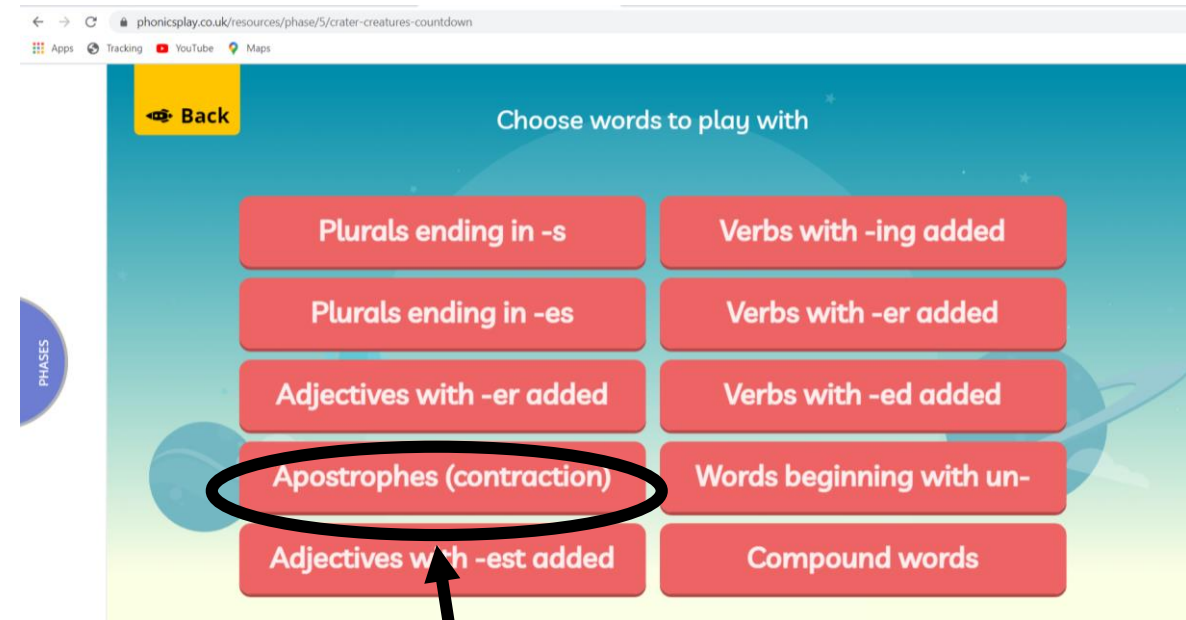 phonicsplay.co.uk/resources/phase/5/crater-creatures-countdown
Apps Tracking YouTube Maps
Back
Choose words to play with
Plurals ending in -s
Verbs with -ing added
Plurals ending in -es
Verbs with -er added
PHASES
Adjectives with -er added
Verbs with -ed added
Apostrophes (contraction)
Words beginning with un-
Adjectives with -est added
Compound words